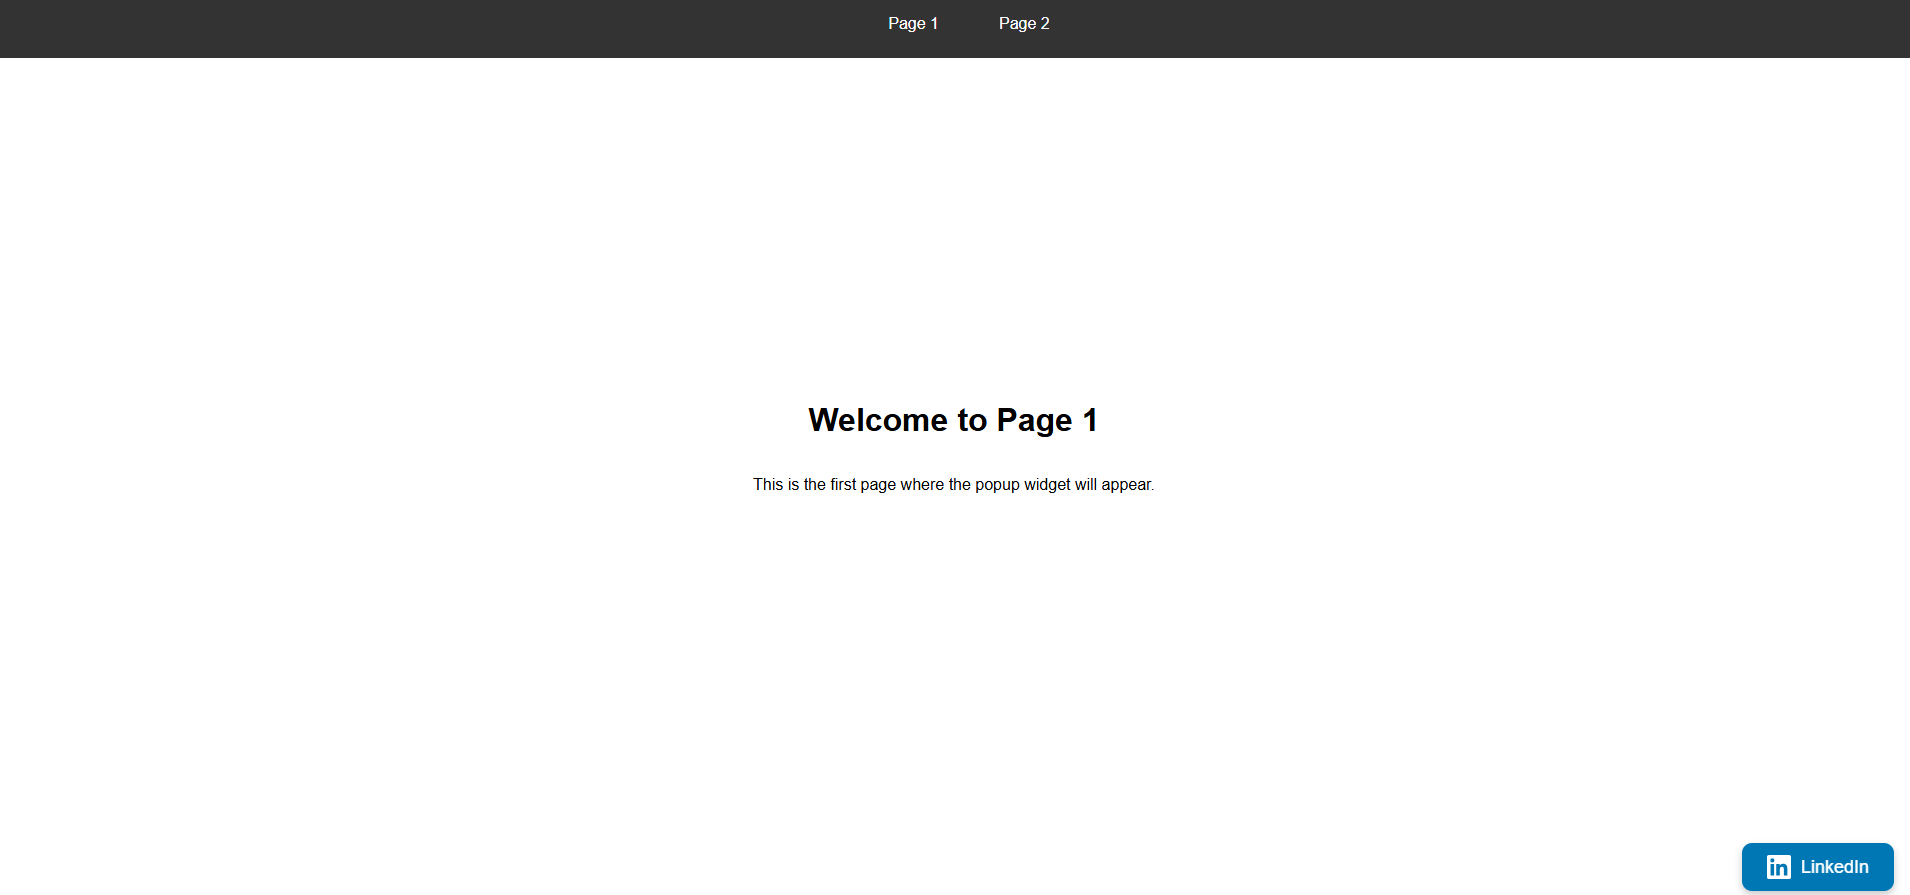 Page 1 Page 2
Welcome to Page 1
This is the first page where the popup widget will appear.
in LinkedIn